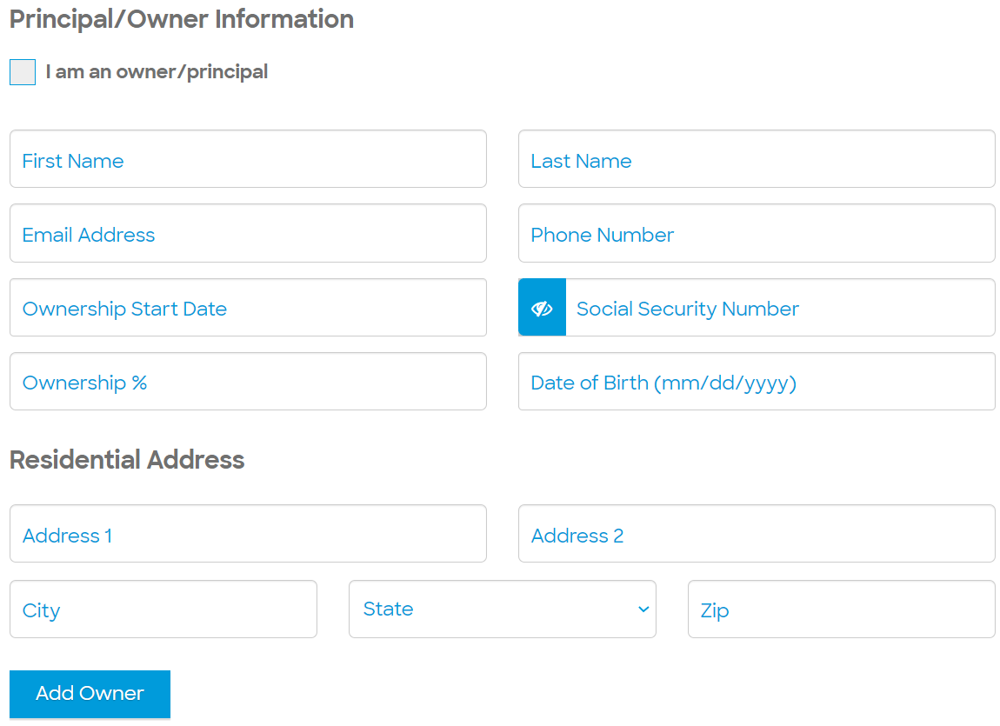 Principal/Owner Information
I am an owner/principal
First Name
Last Name
Email Address
Phone Number
Ownership Start Date
Social Security Number
Ownership %
Date of Birth (mm/dd/yyyy)
Residential Address
Address 1
Address 2
City
State
Zip
Add Owner